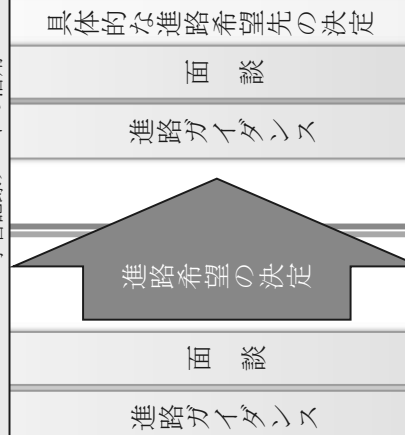 具体的な進路希望先の決定
面　談
進路ガイダンス
進路希望の決定
面　談
進路ガイダンス